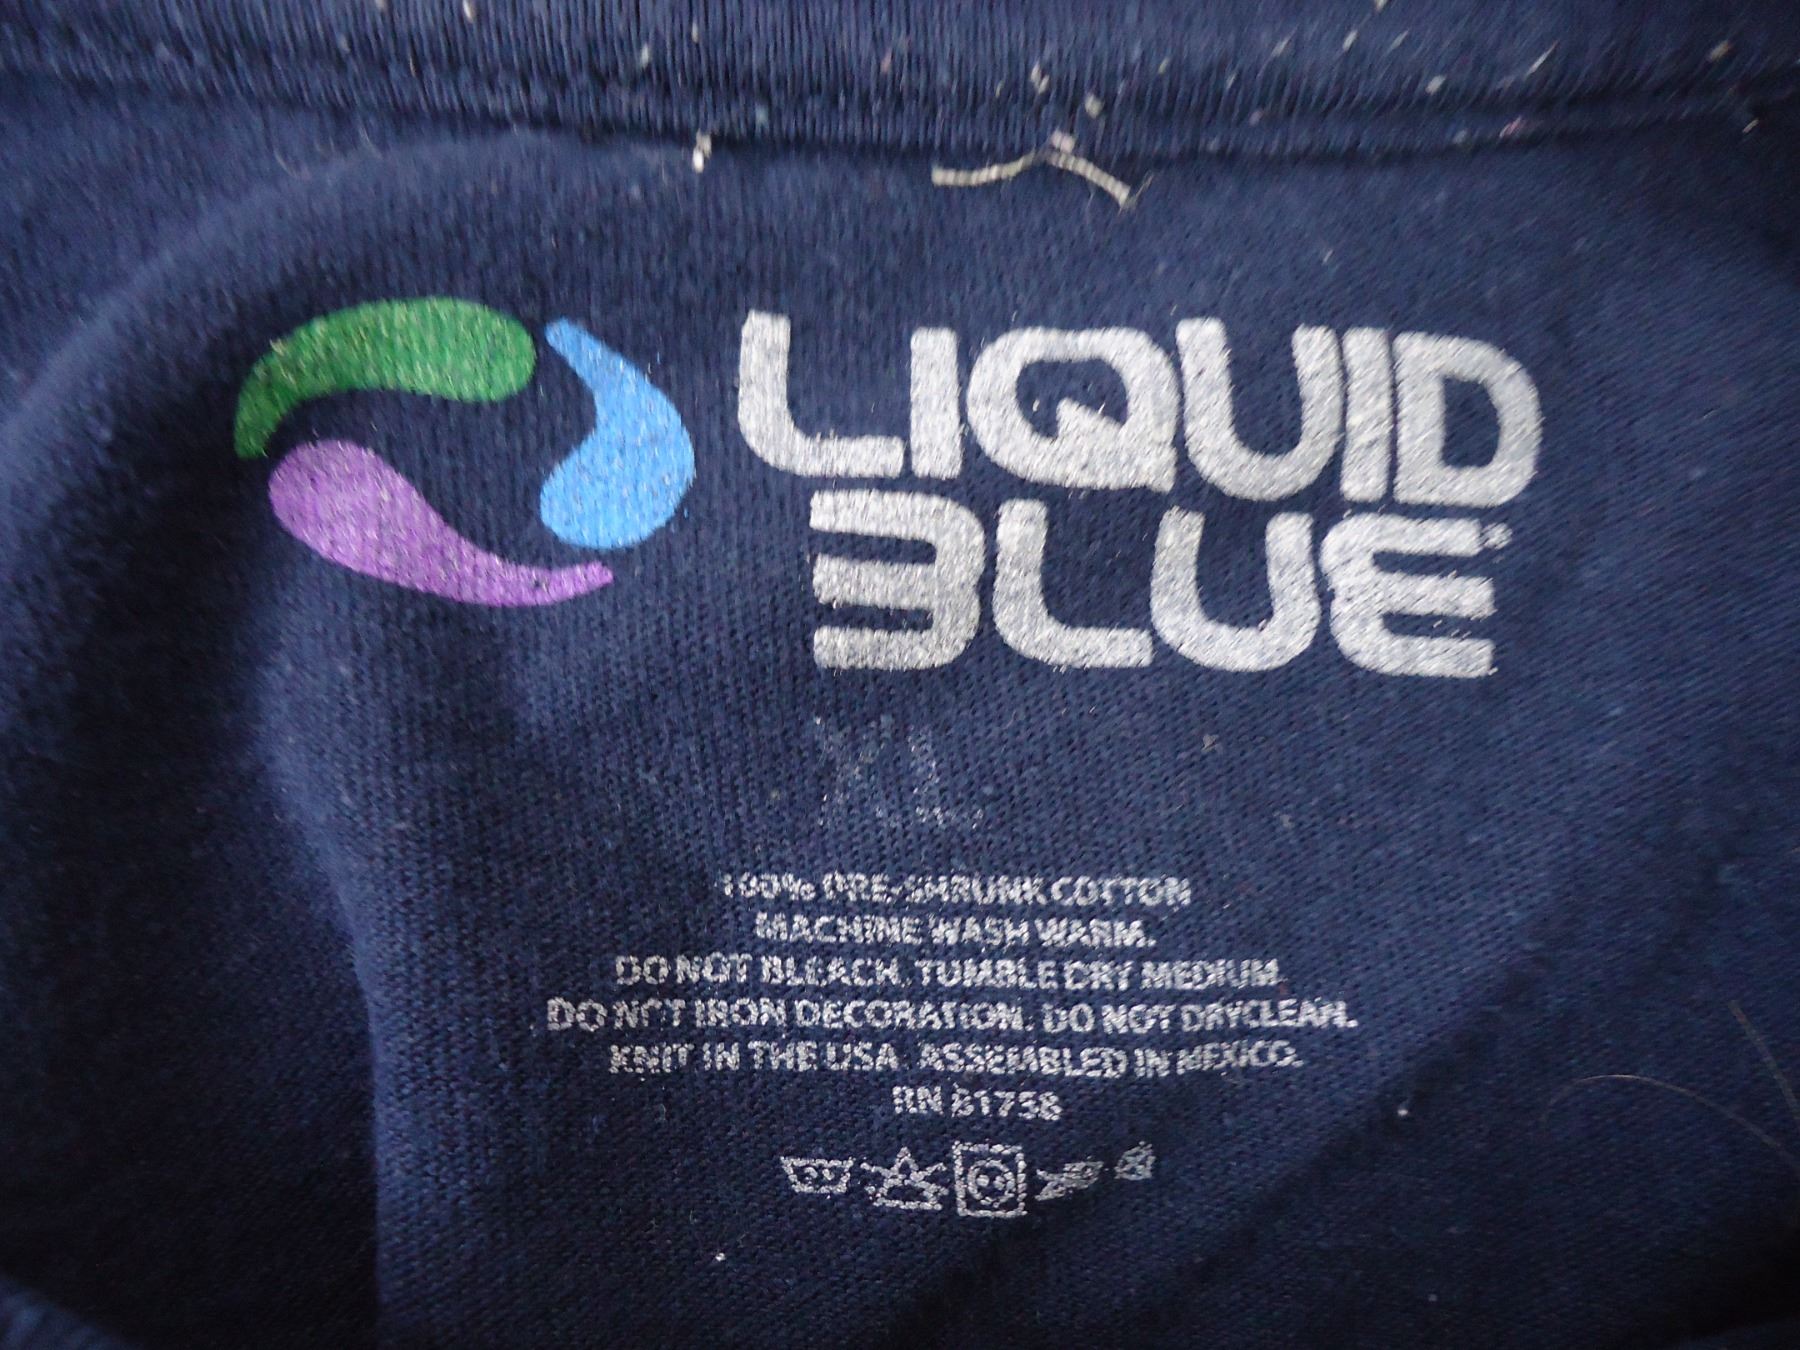 LIQUID
BLUE
XL
100% PRE-SHRUNK COTTON
MACHINE WASH WARM.
DO NOT BLEACH. TUMBLE DRY MEDIUM.
DO NOT IRON DECORATION. DO NOT DRYCLEAN.
KNIT IN THE USA. ASSEMBLED IN MEXICO.
RN 81758